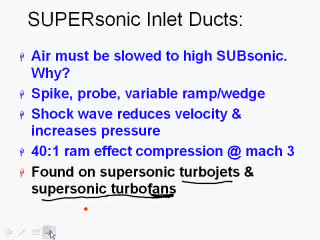 SUPERsonic Inlet Ducts:
Air must be slowed to high SUBsonic.
Why?
Spike, probe, variable ramp/wedge
Shock wave reduces velocity &
increases pressure
40:1 ram effect compression @ mach 3
Found on supersonic turbojets &
supersonic turbofans